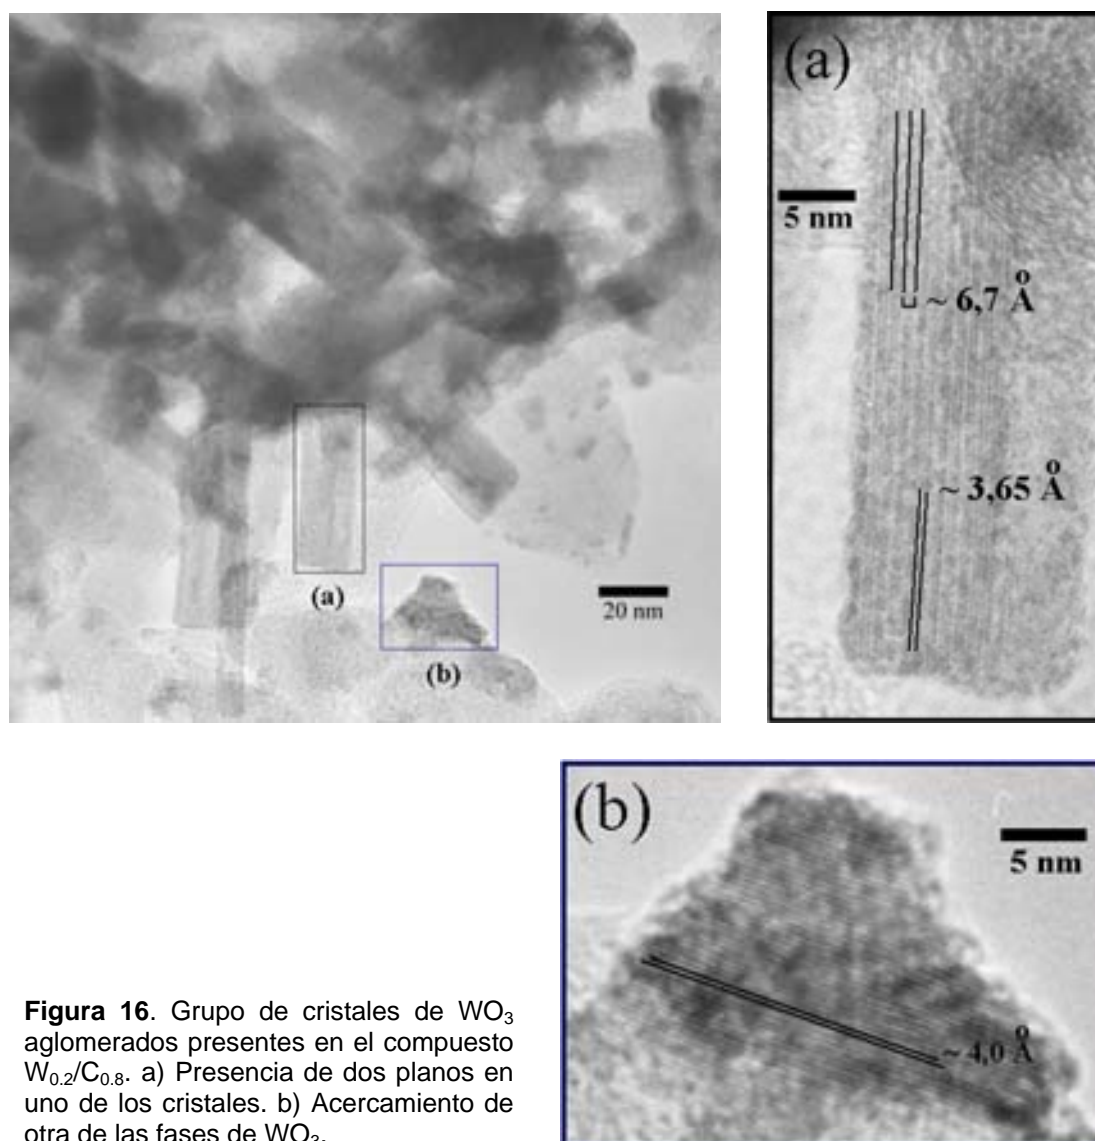 (a)
(b)
20 nm
(a)
5 nm
~ 6,7 Å
~ 3,65 Å
(b)
5 nm
~ 4,0 Å
Figura 16. Grupo de cristales de WO₃
aglomerados presentes en el compuesto
W₀.₂/C₀.₈. a) Presencia de dos planos en
uno de los cristales. b) Acercamiento de
otra de las fases de WO₃.